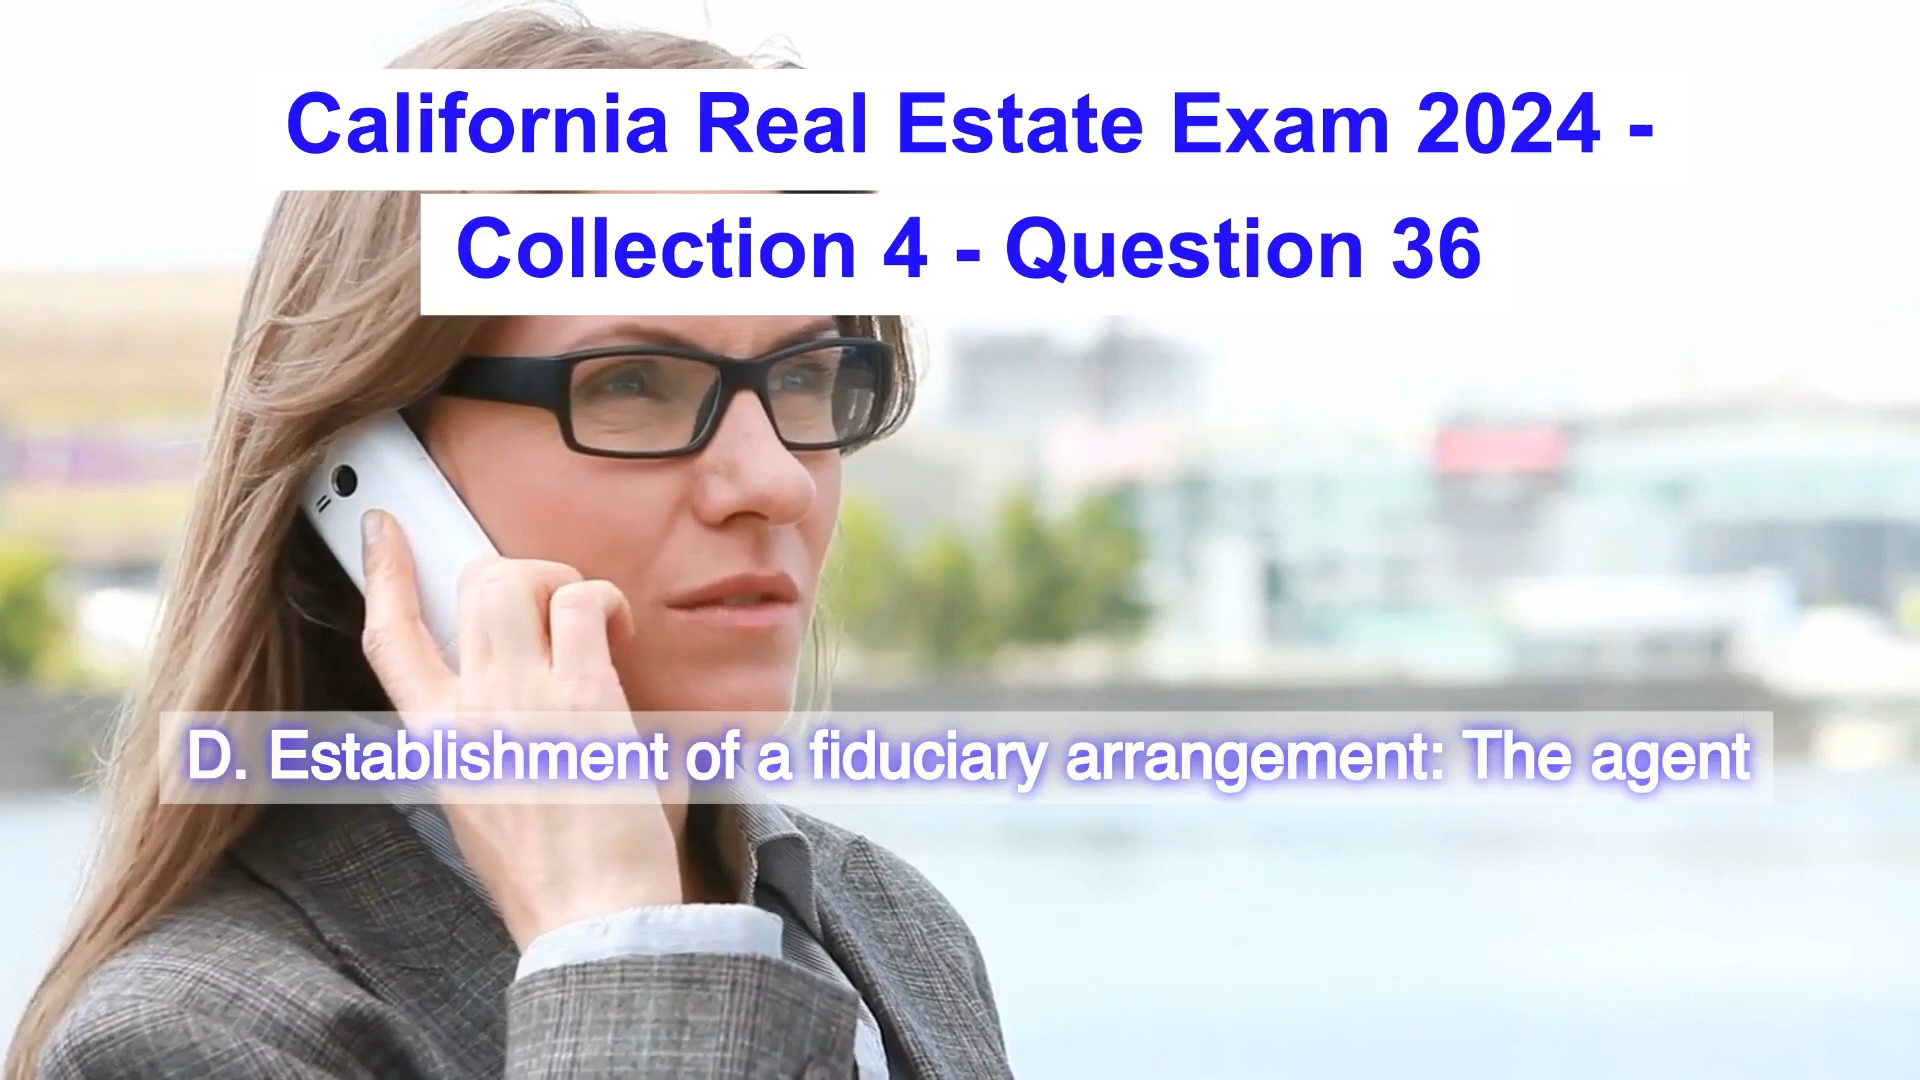 California Real Estate Exam 2024 -
Collection 4 - Question 36
D. Establishment of a fiduciary arrangement: The agent